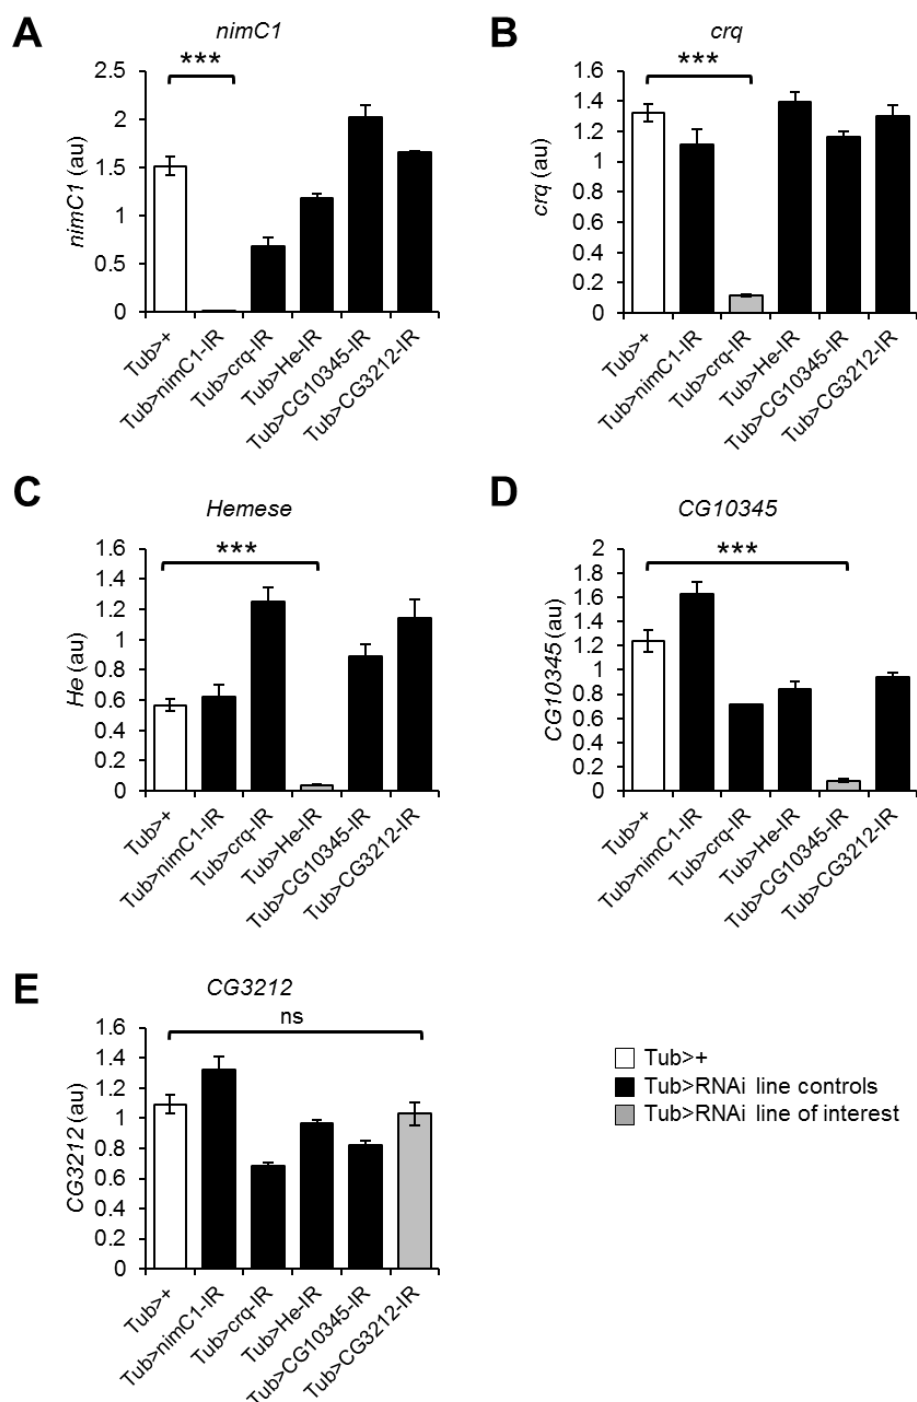 A
nimC1
***
2.5
2
1.5
1
0.5
0
nimC1 (au)
Tub>+
Tub>nimC1-IR
Tub>crq-IR
Tub>He-IR
Tub>CG10345-IR
Tub>CG3212-IR
B
crq
***
1.6
1.4
1.2
1
0.8
0.6
0.4
0.2
0
crq (au)
Tub>+
Tub>nimC1-IR
Tub>crq-IR
Tub>He-IR
Tub>CG10345-IR
Tub>CG3212-IR
C
Hemese
***
1.6
1.4
1.2
1
0.8
0.6
0.4
0.2
0
He (au)
Tub>+
Tub>nimC1-IR
Tub>crq-IR
Tub>He-IR
Tub>CG10345-IR
Tub>CG3212-IR
D
CG10345
***
2
1.8
1.6
1.4
1.2
1
0.8
0.6
0.4
0.2
0
CG10345 (au)
Tub>+
Tub>nimC1-IR
Tub>crq-IR
Tub>He-IR
Tub>CG10345-IR
Tub>CG3212-IR
E
CG3212
ns
1.6
1.4
1.2
1
0.8
0.6
0.4
0.2
0
CG3212 (au)
Tub>+
Tub>nimC1-IR
Tub>crq-IR
Tub>He-IR
Tub>CG10345-IR
Tub>CG3212-IR
Tub>+
Tub>RNAi line controls
Tub>RNAi line of interest